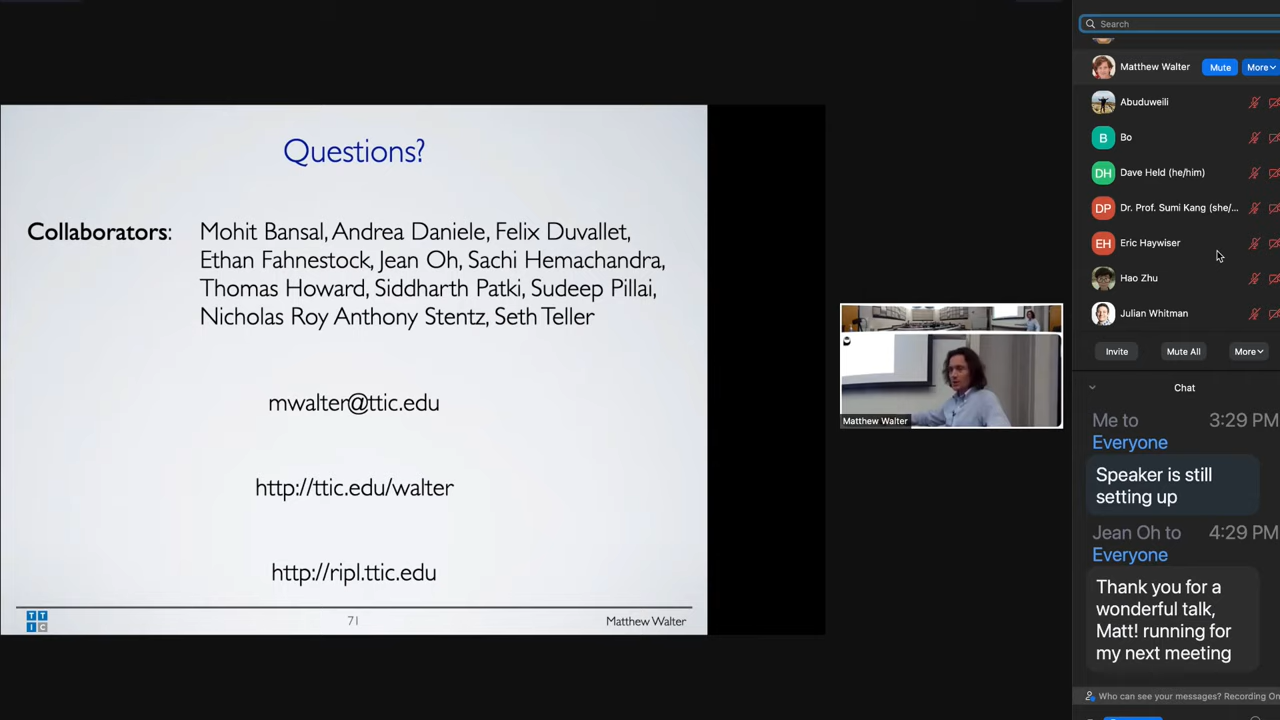 Questions?
Collaborators: Mohit Bansal, Andrea Daniele, Felix Duvallet,
Ethan Fahnestock, Jean Oh, Sachi Hemachandra,
Thomas Howard, Siddharth Patki, Sudeep Pillai,
Nicholas Roy Anthony Stentz, Seth Teller
mwalter@ttic.edu
http://ttic.edu/walter
http://ripl.ttic.edu
T T
I C
71
Matthew Walter
Matthew Walter
Search
Matthew Walter
Mute
More
Abuduweili
B
Bo
DH
Dave Held (he/him)
DP
Dr. Prof. Sumi Kang (she/...
EH
Eric Haywiser
Hao Zhu
Julian Whitman
Invite
Mute All
More
Chat
Me to 3:29 PM
Everyone
Speaker is still
setting up
Jean Oh to 4:29 PM
Everyone
Thank you for a
wonderful talk,
Matt! running for
my next meeting
Who can see your messages? Recording On